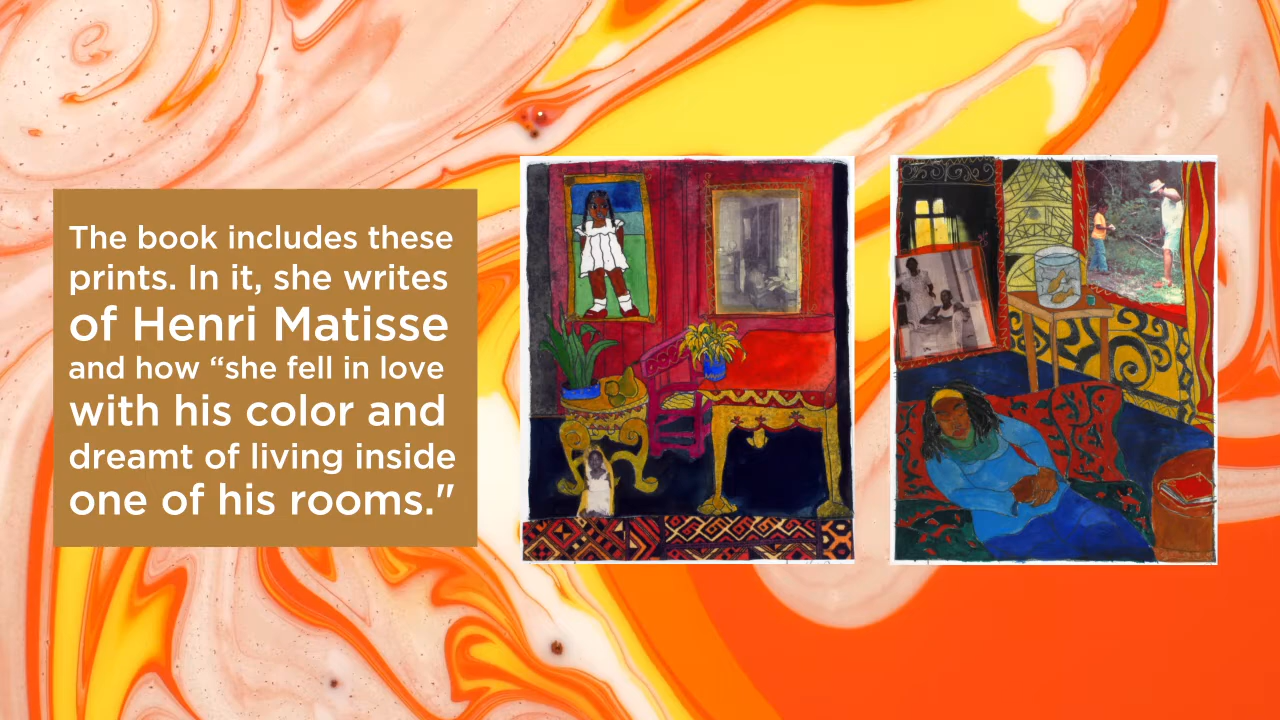 The book includes these
prints. In it, she writes
of Henri Matisse
and how “she fell in love
with his color and
dreamt of living inside
one of his rooms."